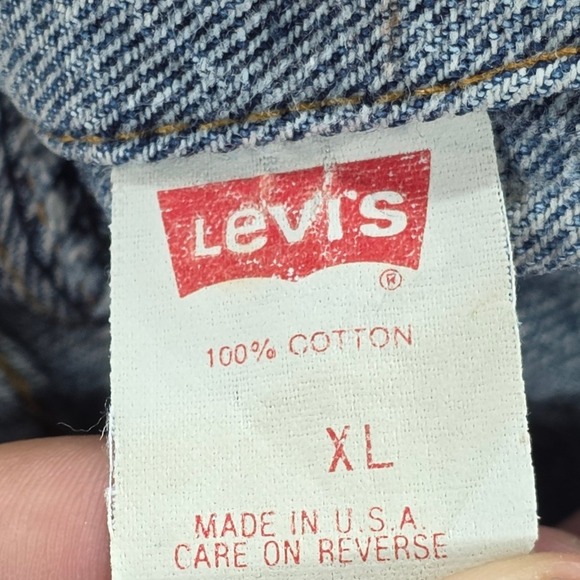 Levi's
®
100% COTTON
XL
MADE IN U.S.A.
CARE ON REVERSE